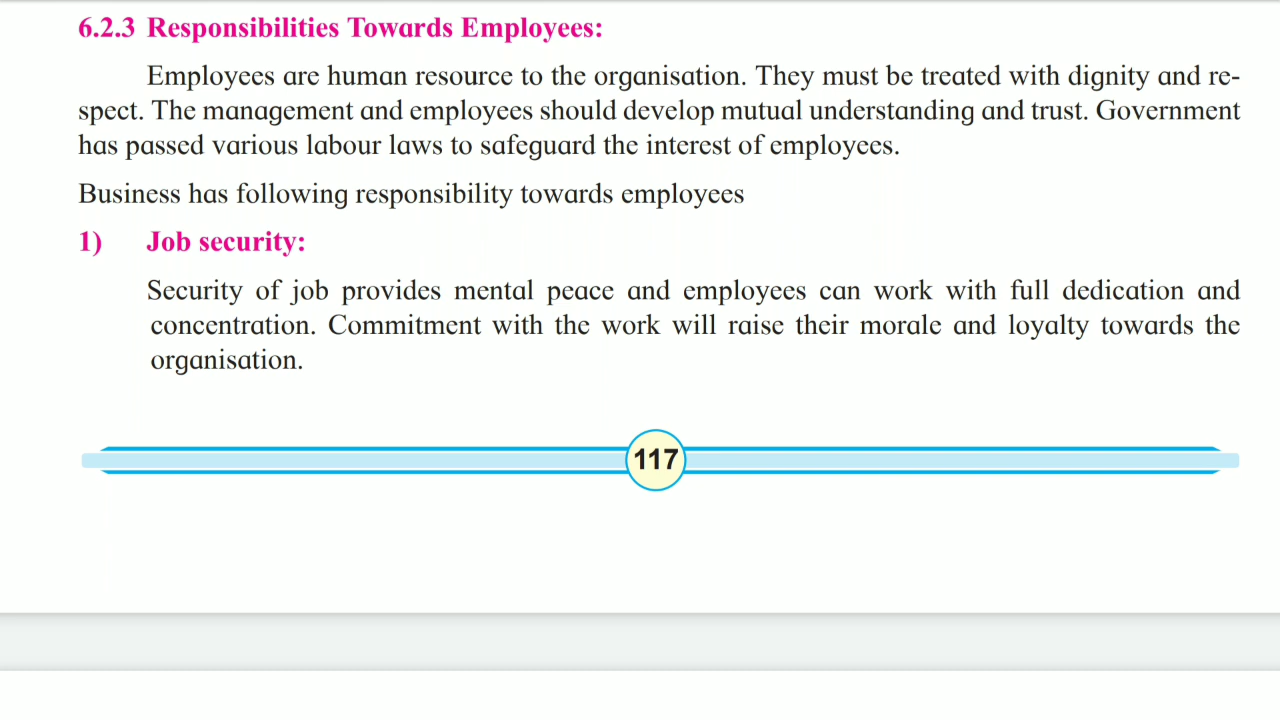 6.2.3 Responsibilities Towards Employees:
Employees are human resource to the organisation. They must be treated with dignity and re-
spect. The management and employees should develop mutual understanding and trust. Government
has passed various labour laws to safeguard the interest of employees.
Business has following responsibility towards employees
1) Job security:
Security of job provides mental peace and employees can work with full dedication and
concentration. Commitment with the work will raise their morale and loyalty towards the
organisation.
117